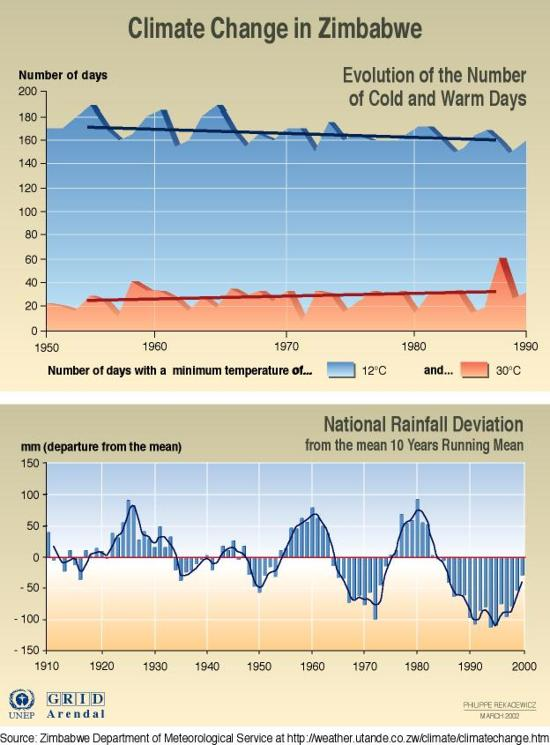 Climate Change in Zimbabwe
Number of days
Evolution of the Number
of Cold and Warm Days
200
180
160
140
120
100
80
60
40
20
0
1950
1960
1970
1980
1990
Number of days with a minimum temperature of... 12°C and... 30°C
National Rainfall Deviation
from the mean 10 Years Running Mean
mm (departure from the mean)
150
100
50
0
- 50
- 100
- 150
1910
1920
1930
1940
1950
1960
1970
1980
1990
2000
UNEP
GRID
Arendal
PHILIPPE REKACEWICZ
MARCH 2002
Source: Zimbabwe Department of Meteorological Service at http://weather.utande.co.zw/climate/climatechange.htm